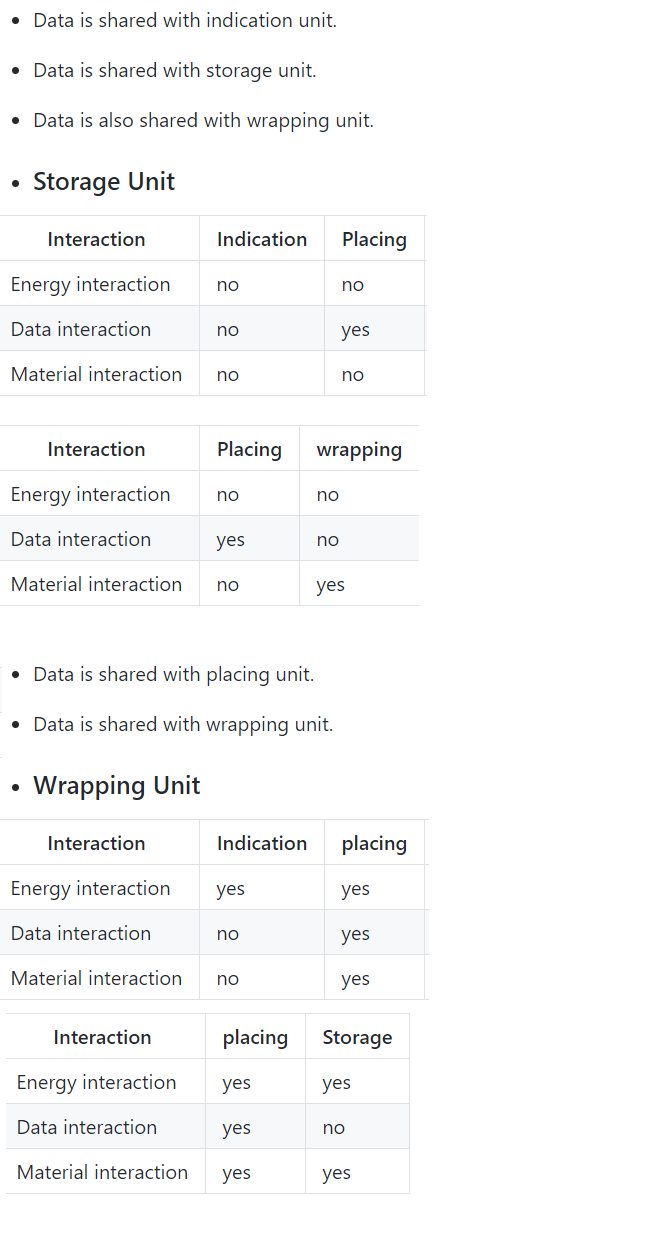 Data is shared with indication unit.
Data is shared with storage unit.
Data is also shared with wrapping unit.
Storage Unit
Interaction Indication Placing
Energy interaction no no
Data interaction no yes
Material interaction no no
Interaction Placing wrapping
Energy interaction no no
Data interaction yes no
Material interaction no yes
Data is shared with placing unit.
Data is shared with wrapping unit.
Wrapping Unit
Interaction Indication placing
Energy interaction yes yes
Data interaction no yes
Material interaction no yes
Interaction placing Storage
Energy interaction yes yes
Data interaction yes no
Material interaction yes yes